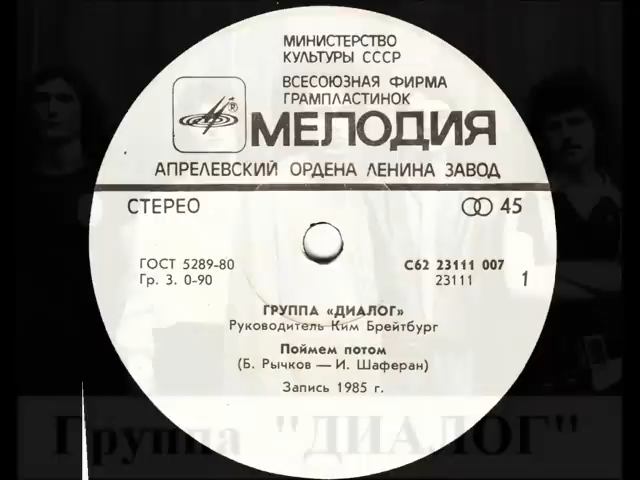 МИНИСТЕРСТВО
КУЛЬТУРЫ СССР
ВСЕСОЮЗНАЯ ФИРМА
ГРАМПЛАСТИНОК
МЕЛОДИЯ
АПРЕЛЕВСКИЙ ОРДЕНА ЛЕНИНА ЗАВОД
СТЕРЕО
45
ГОСТ 5289-80
Гр. 3. 0-90
С62 23111 007
23111
1
ГРУППА «ДИАЛОГ»
Руководитель Ким Брейтбург
Поймем потом
(Б. Рычков — И. Шаферан)
Запись 1985 г.
Группа "ДИАЛОГ"